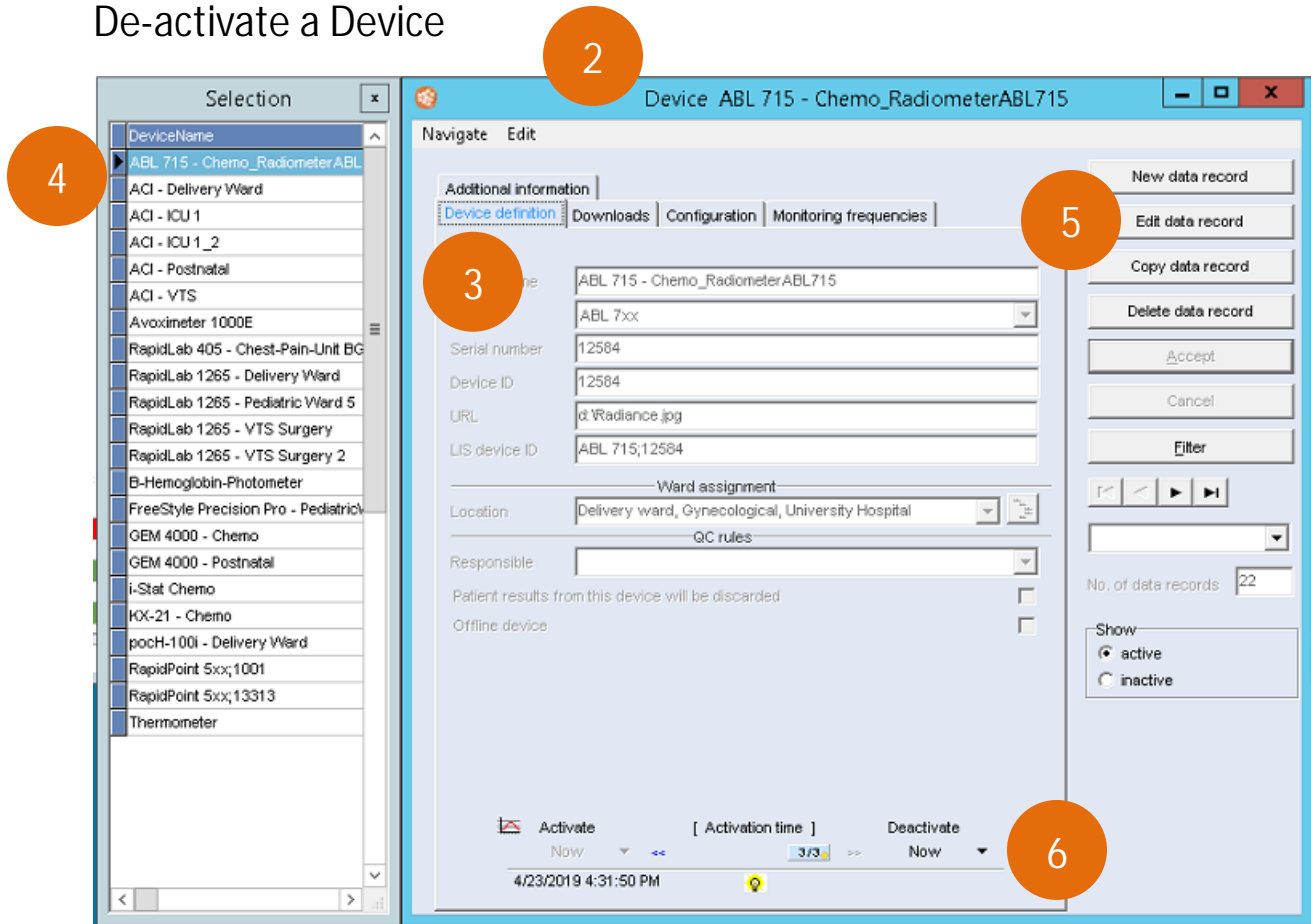 De-activate a Device
2
Selection
x
DeviceName
4
ABL 715 - Chemo_RadiometerABL
ACI - Delivery Ward
ACI - ICU 1
ACI - ICU 1_2
ACI - Postnatal
ACI - VTS
Avoximeter 1000E
RapidLab 405 - Chest-Pain-Unit BG
RapidLab 1265 - Delivery Ward
RapidLab 1265 - Pediatric Ward 5
RapidLab 1265 - VTS Surgery
RapidLab 1265 - VTS Surgery 2
B-Hemoglobin-Photometer
FreeStyle Precision Pro - Pediatric
GEM 4000 - Chemo
GEM 4000 - Postnatal
i-Stat Chemo
KX-21 - Chemo
pocH-100i - Delivery Ward
RapidPoint 5xx;1001
RapidPoint 5xx;13313
Thermometer
Device ABL 715 - Chemo_RadiometerABL715
Navigate Edit
Additional information
Device definition Downloads Configuration Monitoring frequencies
3
ABL 715 - Chemo_RadiometerABL715
ABL 7xx
Serial number 12584
Device ID 12584
URL d:\Radiance.jpg
LIS device ID ABL 715;12584
Ward assignment
Location Delivery ward, Gynecological, University Hospital
QC rules
Responsible
Patient results from this device will be discarded
Offline device
Activate [ Activation time ] Deactivate
Now << 3/3 >> Now
4/23/2019 4:31:50 PM
6
New data record
5
Edit data record
Copy data record
Delete data record
Accept
Cancel
Filter
No. of data records 22
Show
active
inactive